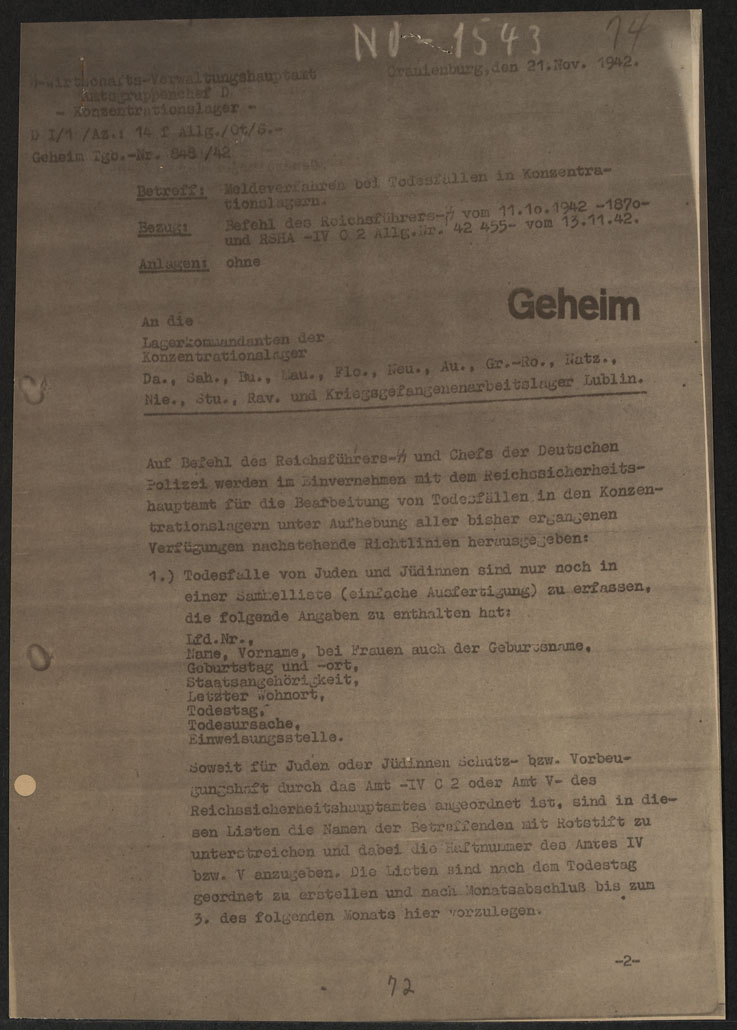 NO-1543
74
Oranienburg, den 21.Nov. 1942.
ᛋᛋ-Wirtschafts-Verwaltungshauptamt
Amtsgruppenchef D
- Konzentrationslager -
D I/1 /Az.: 14 f Allg./Ot/S.-
Geheim Tgb.-Nr. 848 /42
Betreff: Meldeverfahren bei Todesfällen in Konzentra-
tionslagern.
Bezug: Befehl des Reichsführers-ᛋᛋ vom 11.10.1942 -1870-
und RSHA -IV C 2 Allg.Nr. 42 455- vom 13.11.42.
Anlagen: ohne
Geheim
An die
Lagerkommandanten der
Konzentrationslager
Da., Sah., Bu., Mau., Flo., Neu., Au., Gr.-Ro., Natz.,
Nie., Stu., Rav. und Kriegsgefangenenarbeitslager Lublin.
Auf Befehl des Reichsführers-ᛋᛋ und Chefs der Deutschen
Polizei werden im Einvernehmen mit dem Reichssicherheits-
hauptamt für die Bearbeitung von Todesfällen in den Konzen-
trationslagern unter Aufhebung aller bisher ergangenen
Verfügungen nachstehende Richtlinien herausgegeben:
1.) Todesfälle von Juden und Jüdinnen sind nur noch in
einer Sammelliste (einfache Ausfertigung) zu erfassen,
die folgende Angaben zu enthalten hat:
Lfd.Nr.,
Name, Vorname, bei Frauen auch der Geburtsname,
Geburtstag und -ort,
Staatsangehörigkeit,
Letzter Wohnort,
Todestag,
Todesursache,
Einweisungsstelle.
Soweit für Juden oder Jüdinnen Schutz- bzw. Vorbeu-
gungshaft durch das Amt -IV C 2 oder Amt V- des
Reichssicherheitshauptamtes angeordnet ist, sind in die-
sen Listen die Namen der Betreffenden mit Rotstift zu
unterstreichen und dabei die Haftnummer des Amtes IV
bzw. V anzugeben. Die Listen sind nach dem Todestag
geordnet zu erstellen und nach Monatsabschluß bis zum
3. des folgenden Monats hier vorzulegen.
-2-
72